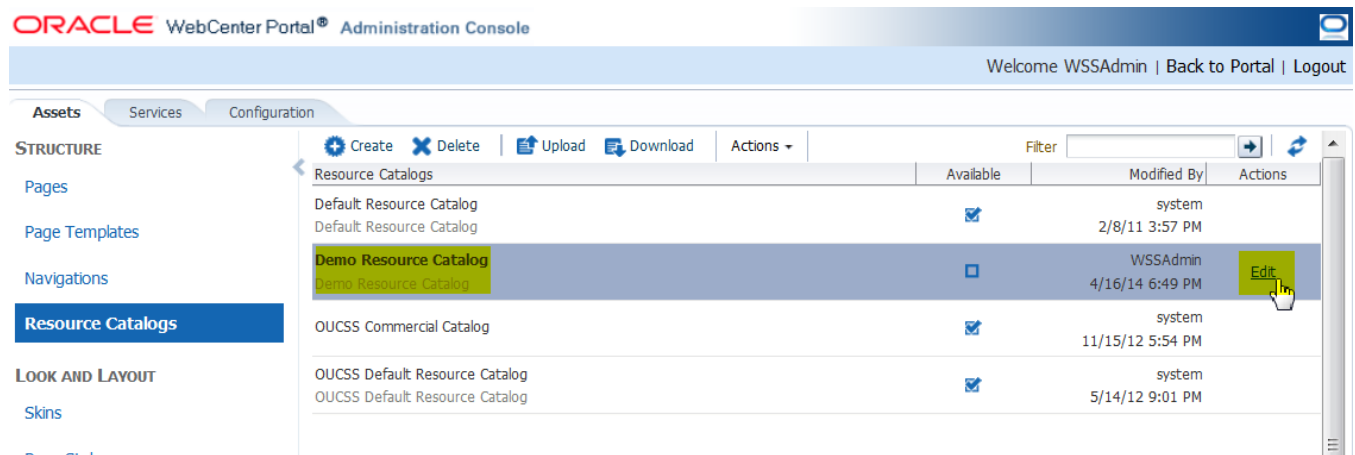 ORACLE WebCenter Portal® Administration Console
Welcome WSSAdmin | Back to Portal | Logout
Assets Services Configuration
STRUCTURE
Pages
Page Templates
Navigations
Resource Catalogs
LOOK AND LAYOUT
Skins
Create Delete Upload Download Actions Filter
Resource Catalogs Available Modified By Actions
Default Resource Catalog system
Default Resource Catalog 2/8/11 3:57 PM
Demo Resource Catalog WSSAdmin Edit
Demo Resource Catalog 4/16/14 6:49 PM
OUCSS Commercial Catalog system
11/15/12 5:54 PM
OUCSS Default Resource Catalog system
OUCSS Default Resource Catalog 5/14/12 9:01 PM